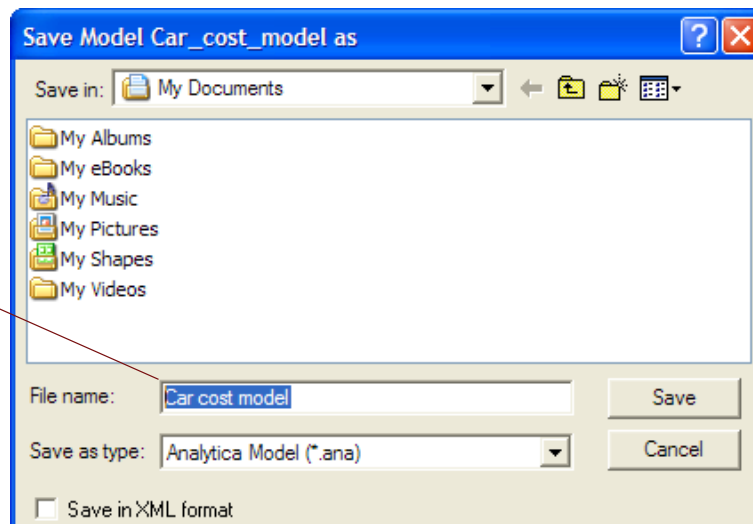 Save Model Car_cost_model as
Save in: My Documents
My Albums
My eBooks
My Music
My Pictures
My Shapes
My Videos
File name: Car cost model Save
Save as type: Analytica Model (*.ana) Cancel
Save in XML format